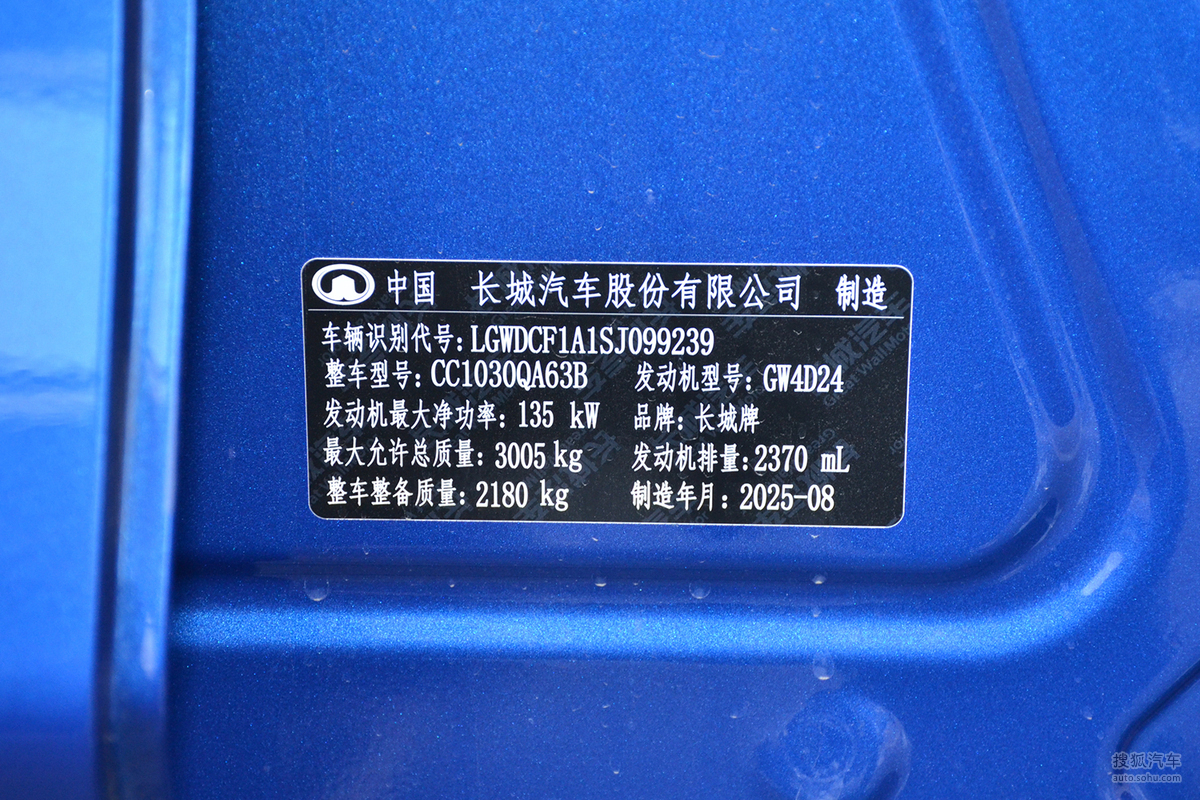 中国 长城汽车股份有限公司 制造
车辆识别代号:LGWDCF1A1SJ099239
整车型号:CC1030QA63B 发动机型号:GW4D24
发动机最大净功率:135 kW 品牌:长城牌
最大允许总质量:3005kg 发动机排量:2370 mL
整车整备质量:2180 kg 制造年月:2025-08
搜狐汽车
auto.sohu.com